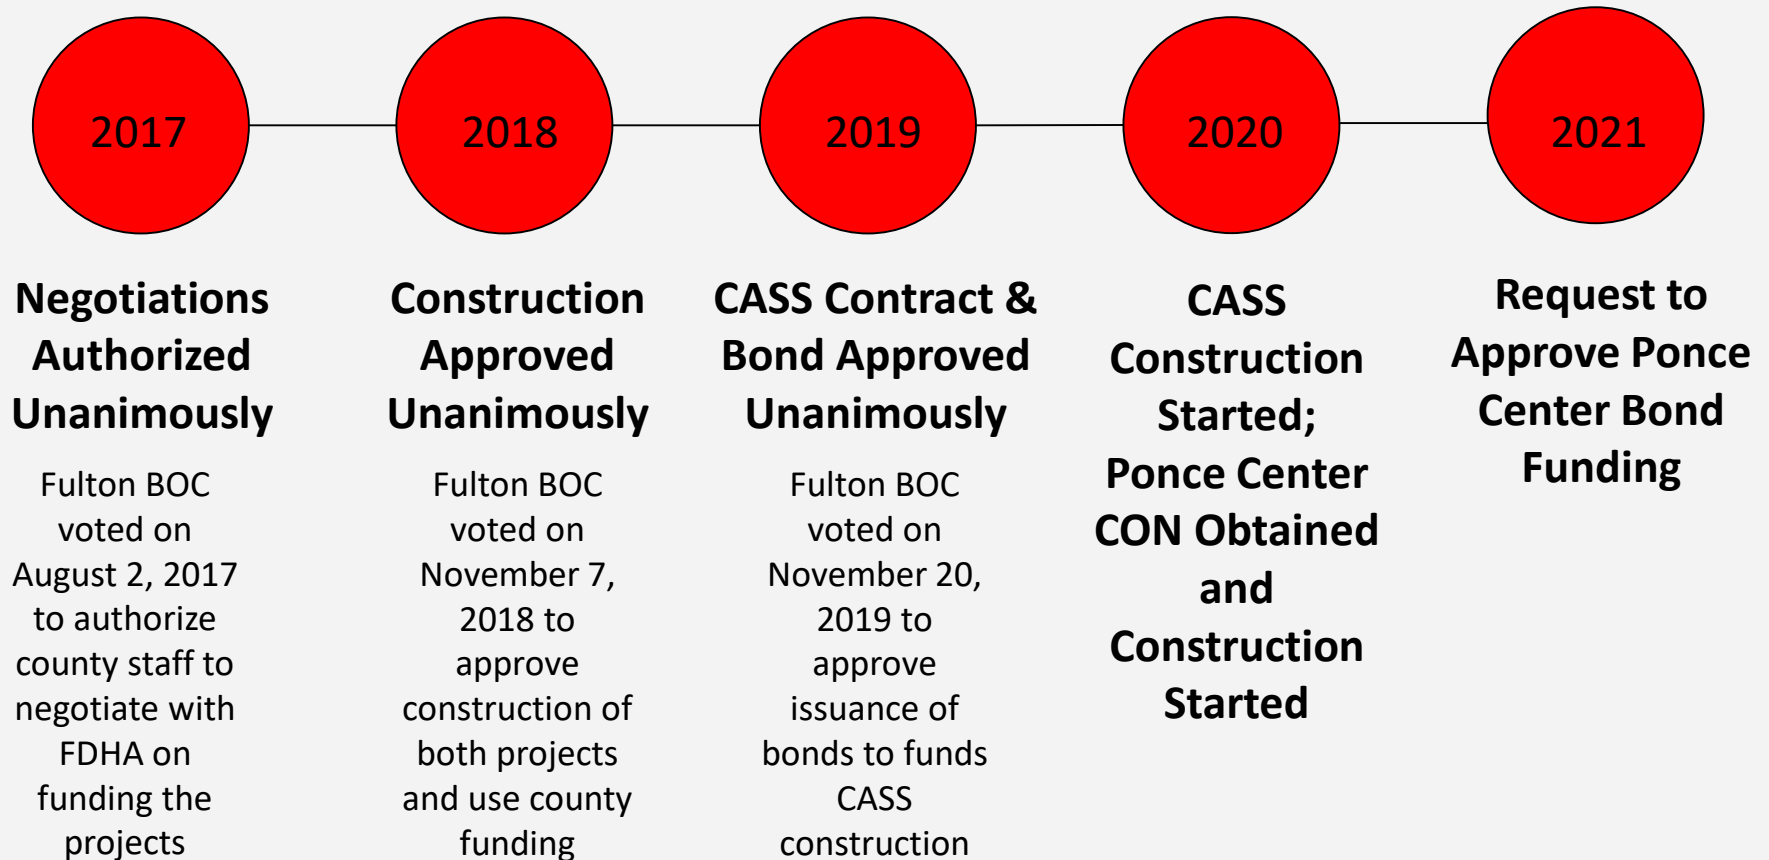 2017
2018
2019
2020
2021
Negotiations
Authorized
Unanimously
Fulton BOC
voted on
August 2, 2017
to authorize
county staff to
negotiate with
FDHA on
funding the
projects
Construction
Approved
Unanimously
Fulton BOC
voted on
November 7,
2018 to
approve
construction of
both projects
and use county
funding
CASS Contract &
Bond Approved
Unanimously
Fulton BOC
voted on
November 20,
2019 to
approve
issuance of
bonds to funds
CASS
construction
CASS
Construction
Started;
Ponce Center
CON Obtained
and
Construction
Started
Request to
Approve Ponce
Center Bond
Funding